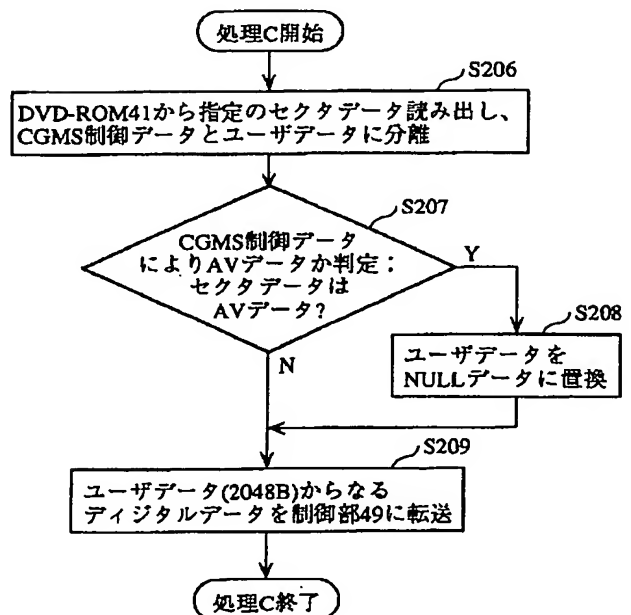 処理C開始
S206
DVD-ROM41から指定のセクタデータ読み出し、
CGMS制御データとユーザデータに分離
S207
CGMS制御データ
によりAVデータか判定:
セクタデータは
AVデータ?
Y
N
S208
ユーザデータを
NULLデータに置換
S209
ユーザデータ(2048B)からなる
ディジタルデータを制御部49に転送
処理C終了